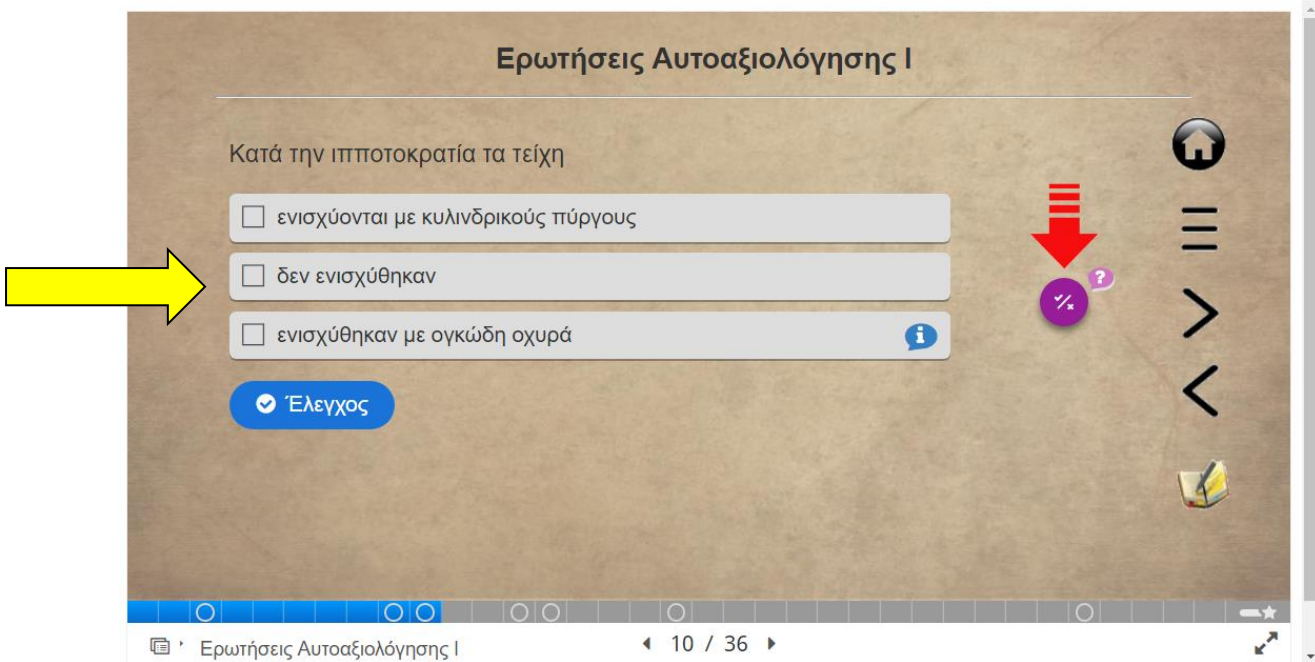 Ερωτήσεις Αυτοαξιολόγησης Ι
Κατά την ιπποτοκρατία τα τείχη
ενισχύονται με κυλινδρικούς πύργους
δεν ενισχύθηκαν
ενισχύθηκαν με ογκώδη οχυρά
Έλεγχος
Ερωτήσεις Αυτοαξιολόγησης Ι
10 / 36